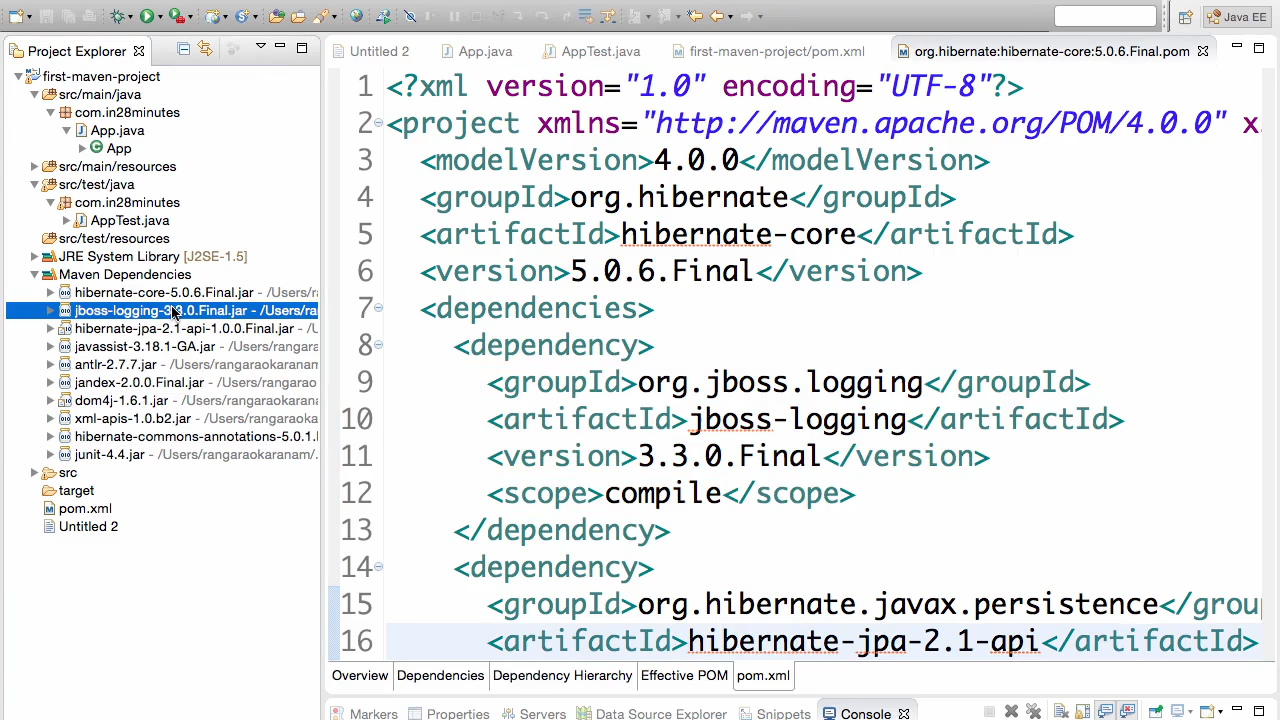 Java EE
Project Explorer
Untitled 2
App.java
AppTest.java
first-maven-project/pom.xml
org.hibernate:hibernate-core:5.0.6.Final.pom
first-maven-project
src/main/java
com.in28minutes
App.java
App
src/main/resources
src/test/java
com.in28minutes
AppTest.java
src/test/resources
JRE System Library [J2SE-1.5]
Maven Dependencies
hibernate-core-5.0.6.Final.jar - /Users/r
jboss-logging-3.3.0.Final.jar - /Users/ra
hibernate-jpa-2.1-api-1.0.0.Final.jar - /U
javassist-3.18.1-GA.jar - /Users/rangarao
antlr-2.7.7.jar - /Users/rangaraokaranam
jandex-2.0.0.Final.jar - /Users/rangarao
dom4j-1.6.1.jar - /Users/rangaraokaranam
xml-apis-1.0.b2.jar - /Users/rangaraoka
hibernate-commons-annotations-5.0.1.
junit-4.4.jar - /Users/rangaraokaranam/.
src
target
pom.xml
Untitled 2
1 <?xml version="1.0" encoding="UTF-8"?>
2 <project xmlns="http://maven.apache.org/POM/4.0.0" x
3 <modelVersion>4.0.0</modelVersion>
4 <groupId>org.hibernate</groupId>
5 <artifactId>hibernate-core</artifactId>
6 <version>5.0.6.Final</version>
7 <dependencies>
8 <dependency>
9 <groupId>org.jboss.logging</groupId>
10 <artifactId>jboss-logging</artifactId>
11 <version>3.3.0.Final</version>
12 <scope>compile</scope>
13 </dependency>
14 <dependency>
15 <groupId>org.hibernate.javax.persistence</grou
16 <artifactId>hibernate-jpa-2.1-api</artifactId>
Overview
Dependencies
Dependency Hierarchy
Effective POM
pom.xml
Markers
Properties
Servers
Data Source Explorer
Snippets
Console